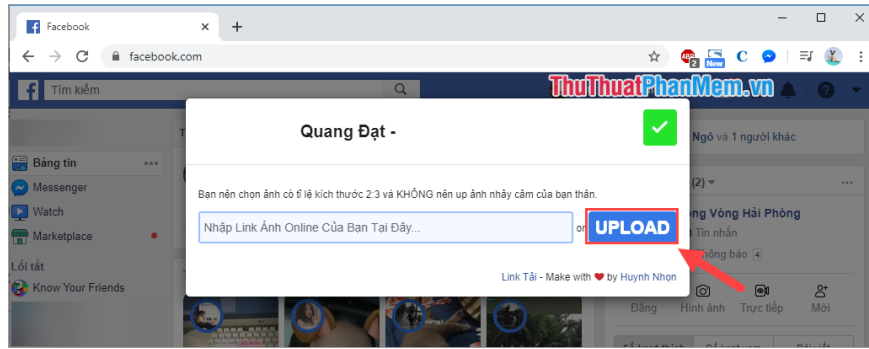 Facebook
facebook.com
2
New
C
f Tìm kiếm
ThuThuatPhanMem.vn
Quang Đạt -
Ngô và 1 người khác
Bảng tin
Messenger
Watch
Marketplace
Lối tắt
Know Your Friends
Bạn nên chọn ảnh có tỉ lệ kích thước 2:3 và KHÔNG nên up ảnh nhạy cảm của bạn thân.
Nhập Link Ảnh Online Của Bạn Tại Đây...
or UPLOAD
Link Tải - Make with ❤ by Huynh Nhọn
(2)
ng Vòng Hải Phòng
Tin nhắn
hông báo 4
Đăng Hình ảnh Trực tiếp Mời